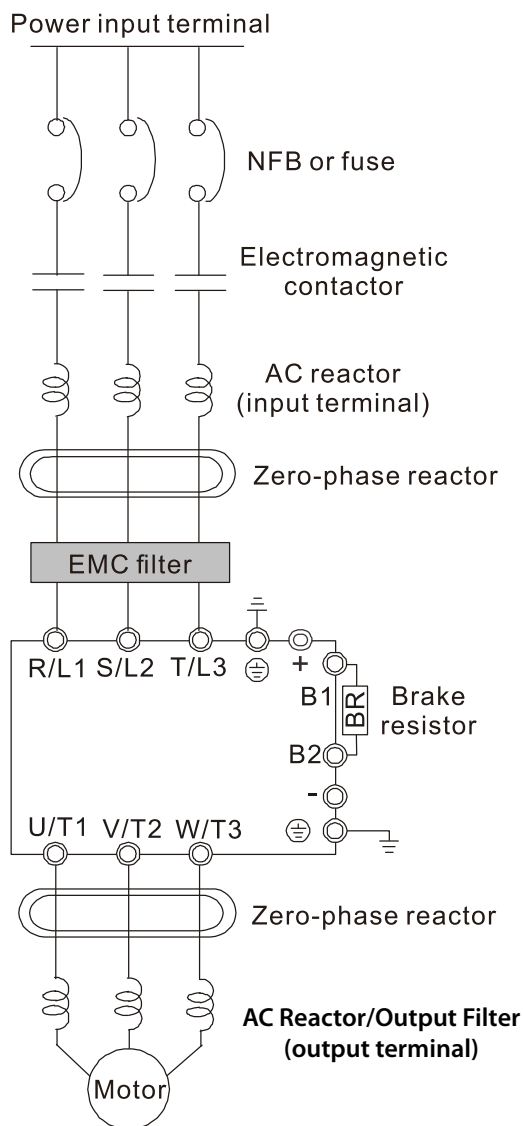 Power input terminal
NFB or fuse
Electromagnetic
contactor
AC reactor
(input terminal)
Zero-phase reactor
EMC filter
R/L1 S/L2 T/L3
+
B1
BR
Brake
resistor
B2
-
U/T1 V/T2 W/T3
Zero-phase reactor
AC Reactor/Output Filter
(output terminal)
Motor